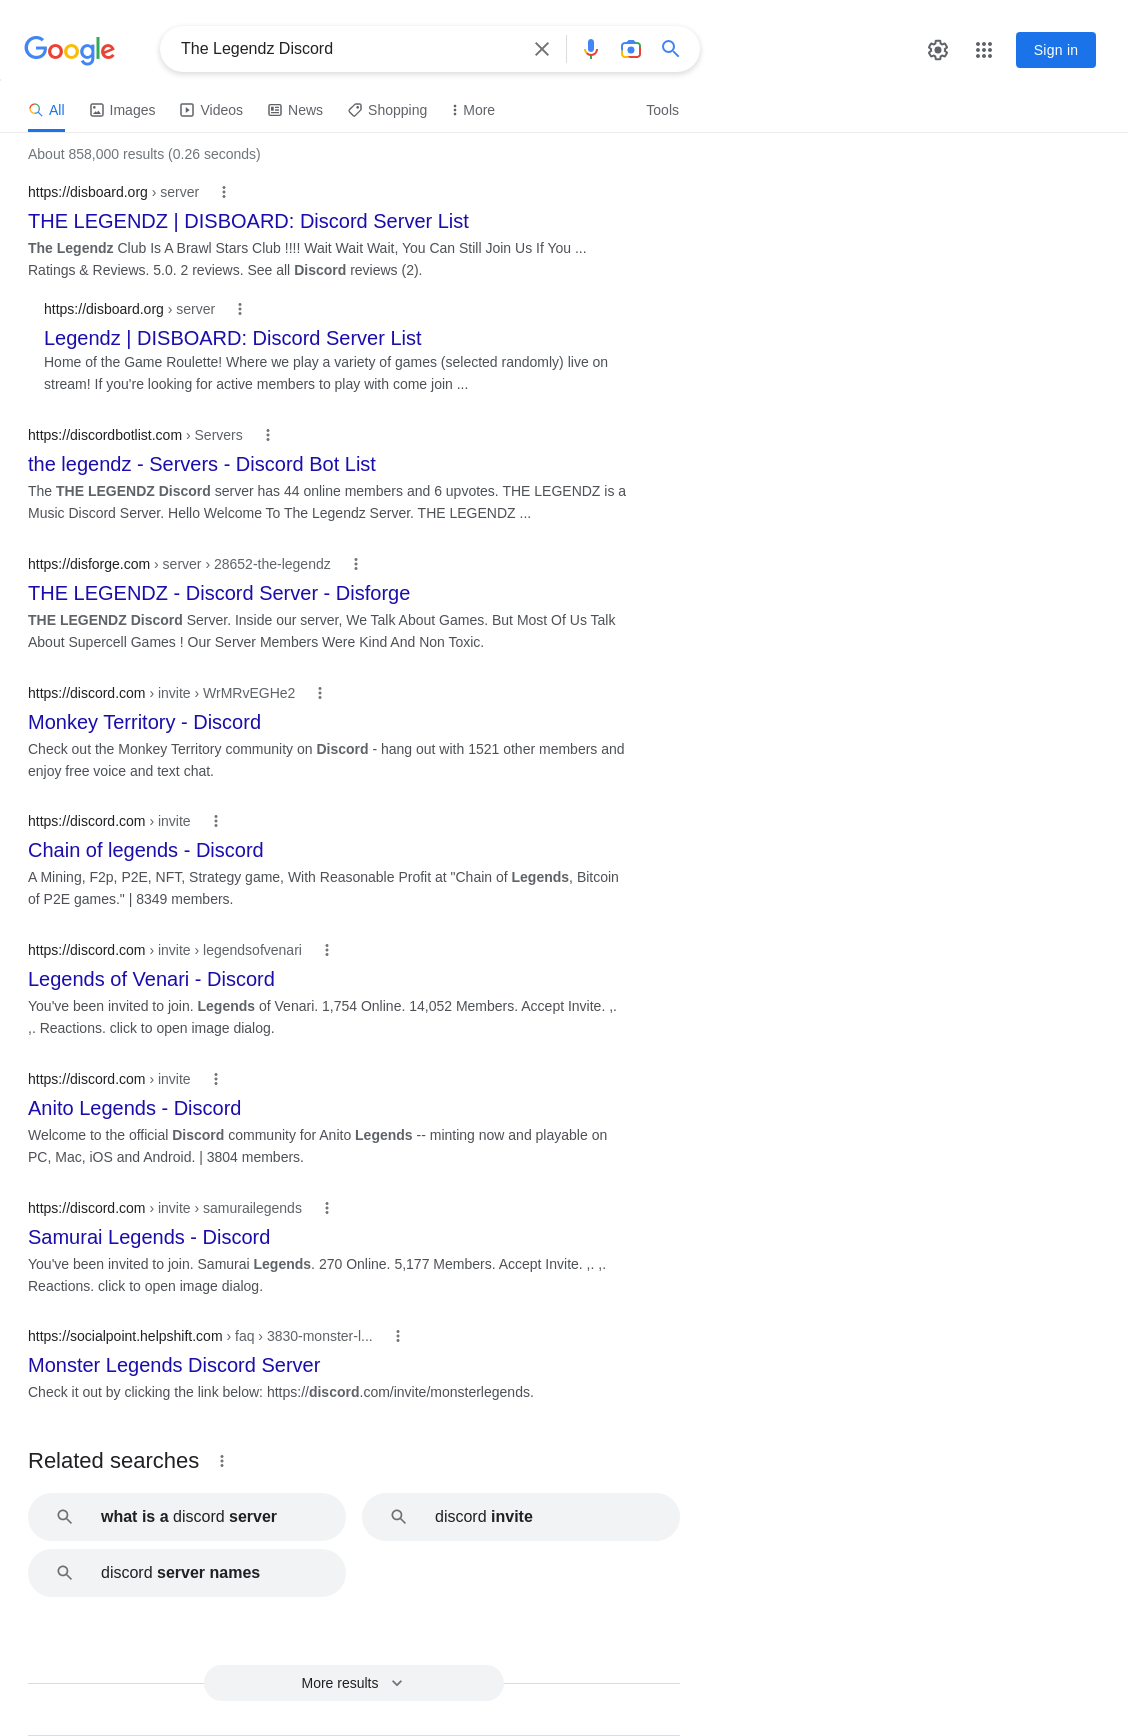 Google
The Legendz Discord
Sign in
All
Images
Videos
News
Shopping
More
Tools
About 858,000 results (0.26 seconds)
https://disboard.org › server
THE LEGENDZ | DISBOARD: Discord Server List
The Legendz Club Is A Brawl Stars Club !!!! Wait Wait Wait, You Can Still Join Us If You ...
Ratings & Reviews. 5.0. 2 reviews. See all Discord reviews (2).
https://disboard.org › server
Legendz | DISBOARD: Discord Server List
Home of the Game Roulette! Where we play a variety of games (selected randomly) live on
stream! If you're looking for active members to play with come join ...
https://discordbotlist.com › Servers
the legendz - Servers - Discord Bot List
The THE LEGENDZ Discord server has 44 online members and 6 upvotes. THE LEGENDZ is a
Music Discord Server. Hello Welcome To The Legendz Server. THE LEGENDZ ...
https://disforge.com › server › 28652-the-legendz
THE LEGENDZ - Discord Server - Disforge
THE LEGENDZ Discord Server. Inside our server, We Talk About Games. But Most Of Us Talk
About Supercell Games ! Our Server Members Were Kind And Non Toxic.
https://discord.com › invite › WrMRvEGHe2
Monkey Territory - Discord
Check out the Monkey Territory community on Discord - hang out with 1521 other members and
enjoy free voice and text chat.
https://discord.com › invite
Chain of legends - Discord
A Mining, F2p, P2E, NFT, Strategy game, With Reasonable Profit at "Chain of Legends, Bitcoin
of P2E games." | 8349 members.
https://discord.com › invite › legendsofvenari
Legends of Venari - Discord
You've been invited to join. Legends of Venari. 1,754 Online. 14,052 Members. Accept Invite. ,.
,. Reactions. click to open image dialog.
https://discord.com › invite
Anito Legends - Discord
Welcome to the official Discord community for Anito Legends -- minting now and playable on
PC, Mac, iOS and Android. | 3804 members.
https://discord.com › invite › samurailegends
Samurai Legends - Discord
You've been invited to join. Samurai Legends. 270 Online. 5,177 Members. Accept Invite. ,. ,.
Reactions. click to open image dialog.
https://socialpoint.helpshift.com › faq › 3830-monster-l...
Monster Legends Discord Server
Check it out by clicking the link below: https://discord.com/invite/monsterlegends.
Related searches
what is a discord server
discord invite
discord server names
More results